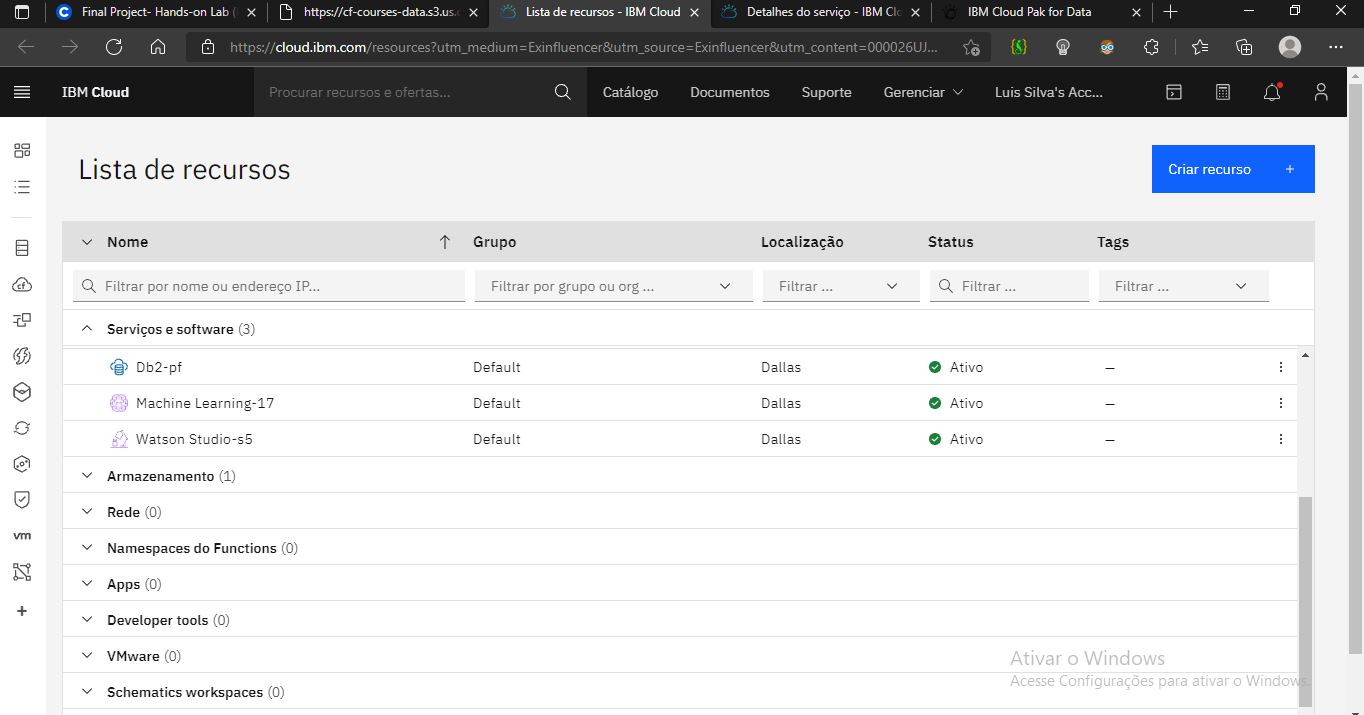 Final Project- Hands-on Lab (
https://cf-courses-data.s3.us.
Lista de recursos - IBM Cloud
Detalhes do serviço - IBM Clo
IBM Cloud Pak for Data
https://cloud.ibm.com/resources?utm_medium=Exinfluencer&utm_source=Exinfluencer&utm_content=000026UJ...
IBM Cloud
Procurar recursos e ofertas...
Catálogo
Documentos
Suporte
Gerenciar
Luis Silva's Acc...
Lista de recursos
Criar recurso +
Nome Grupo Localização Status Tags
Filtrar por nome ou endereço IP... Filtrar por grupo ou org ... Filtrar ... Filtrar ... Filtrar ...
Serviços e software (3)
Db2-pf Default Dallas Ativo –
Machine Learning-17 Default Dallas Ativo –
Watson Studio-s5 Default Dallas Ativo –
Armazenamento (1)
Rede (0)
Namespaces do Functions (0)
Apps (0)
Developer tools (0)
VMware (0)
Schematics workspaces (0)
cf
vm
Ativar o Windows
Acesse Configurações para ativar o Windows.